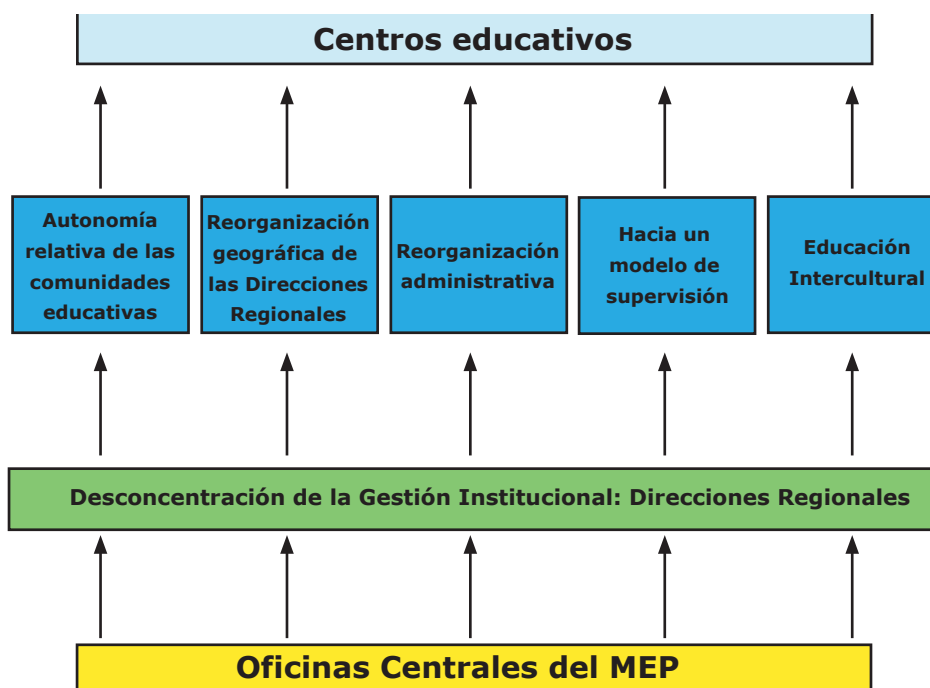 Centros educativos
Autonomía
relativa de las
comunidades
educativas
Reorganización
geográfica de
las Direcciones
Regionales
Reorganización
administrativa
Hacia un
modelo de
supervisión
Educación
Intercultural
Desconcentración de la Gestión Institucional: Direcciones Regionales
Oficinas Centrales del MEP